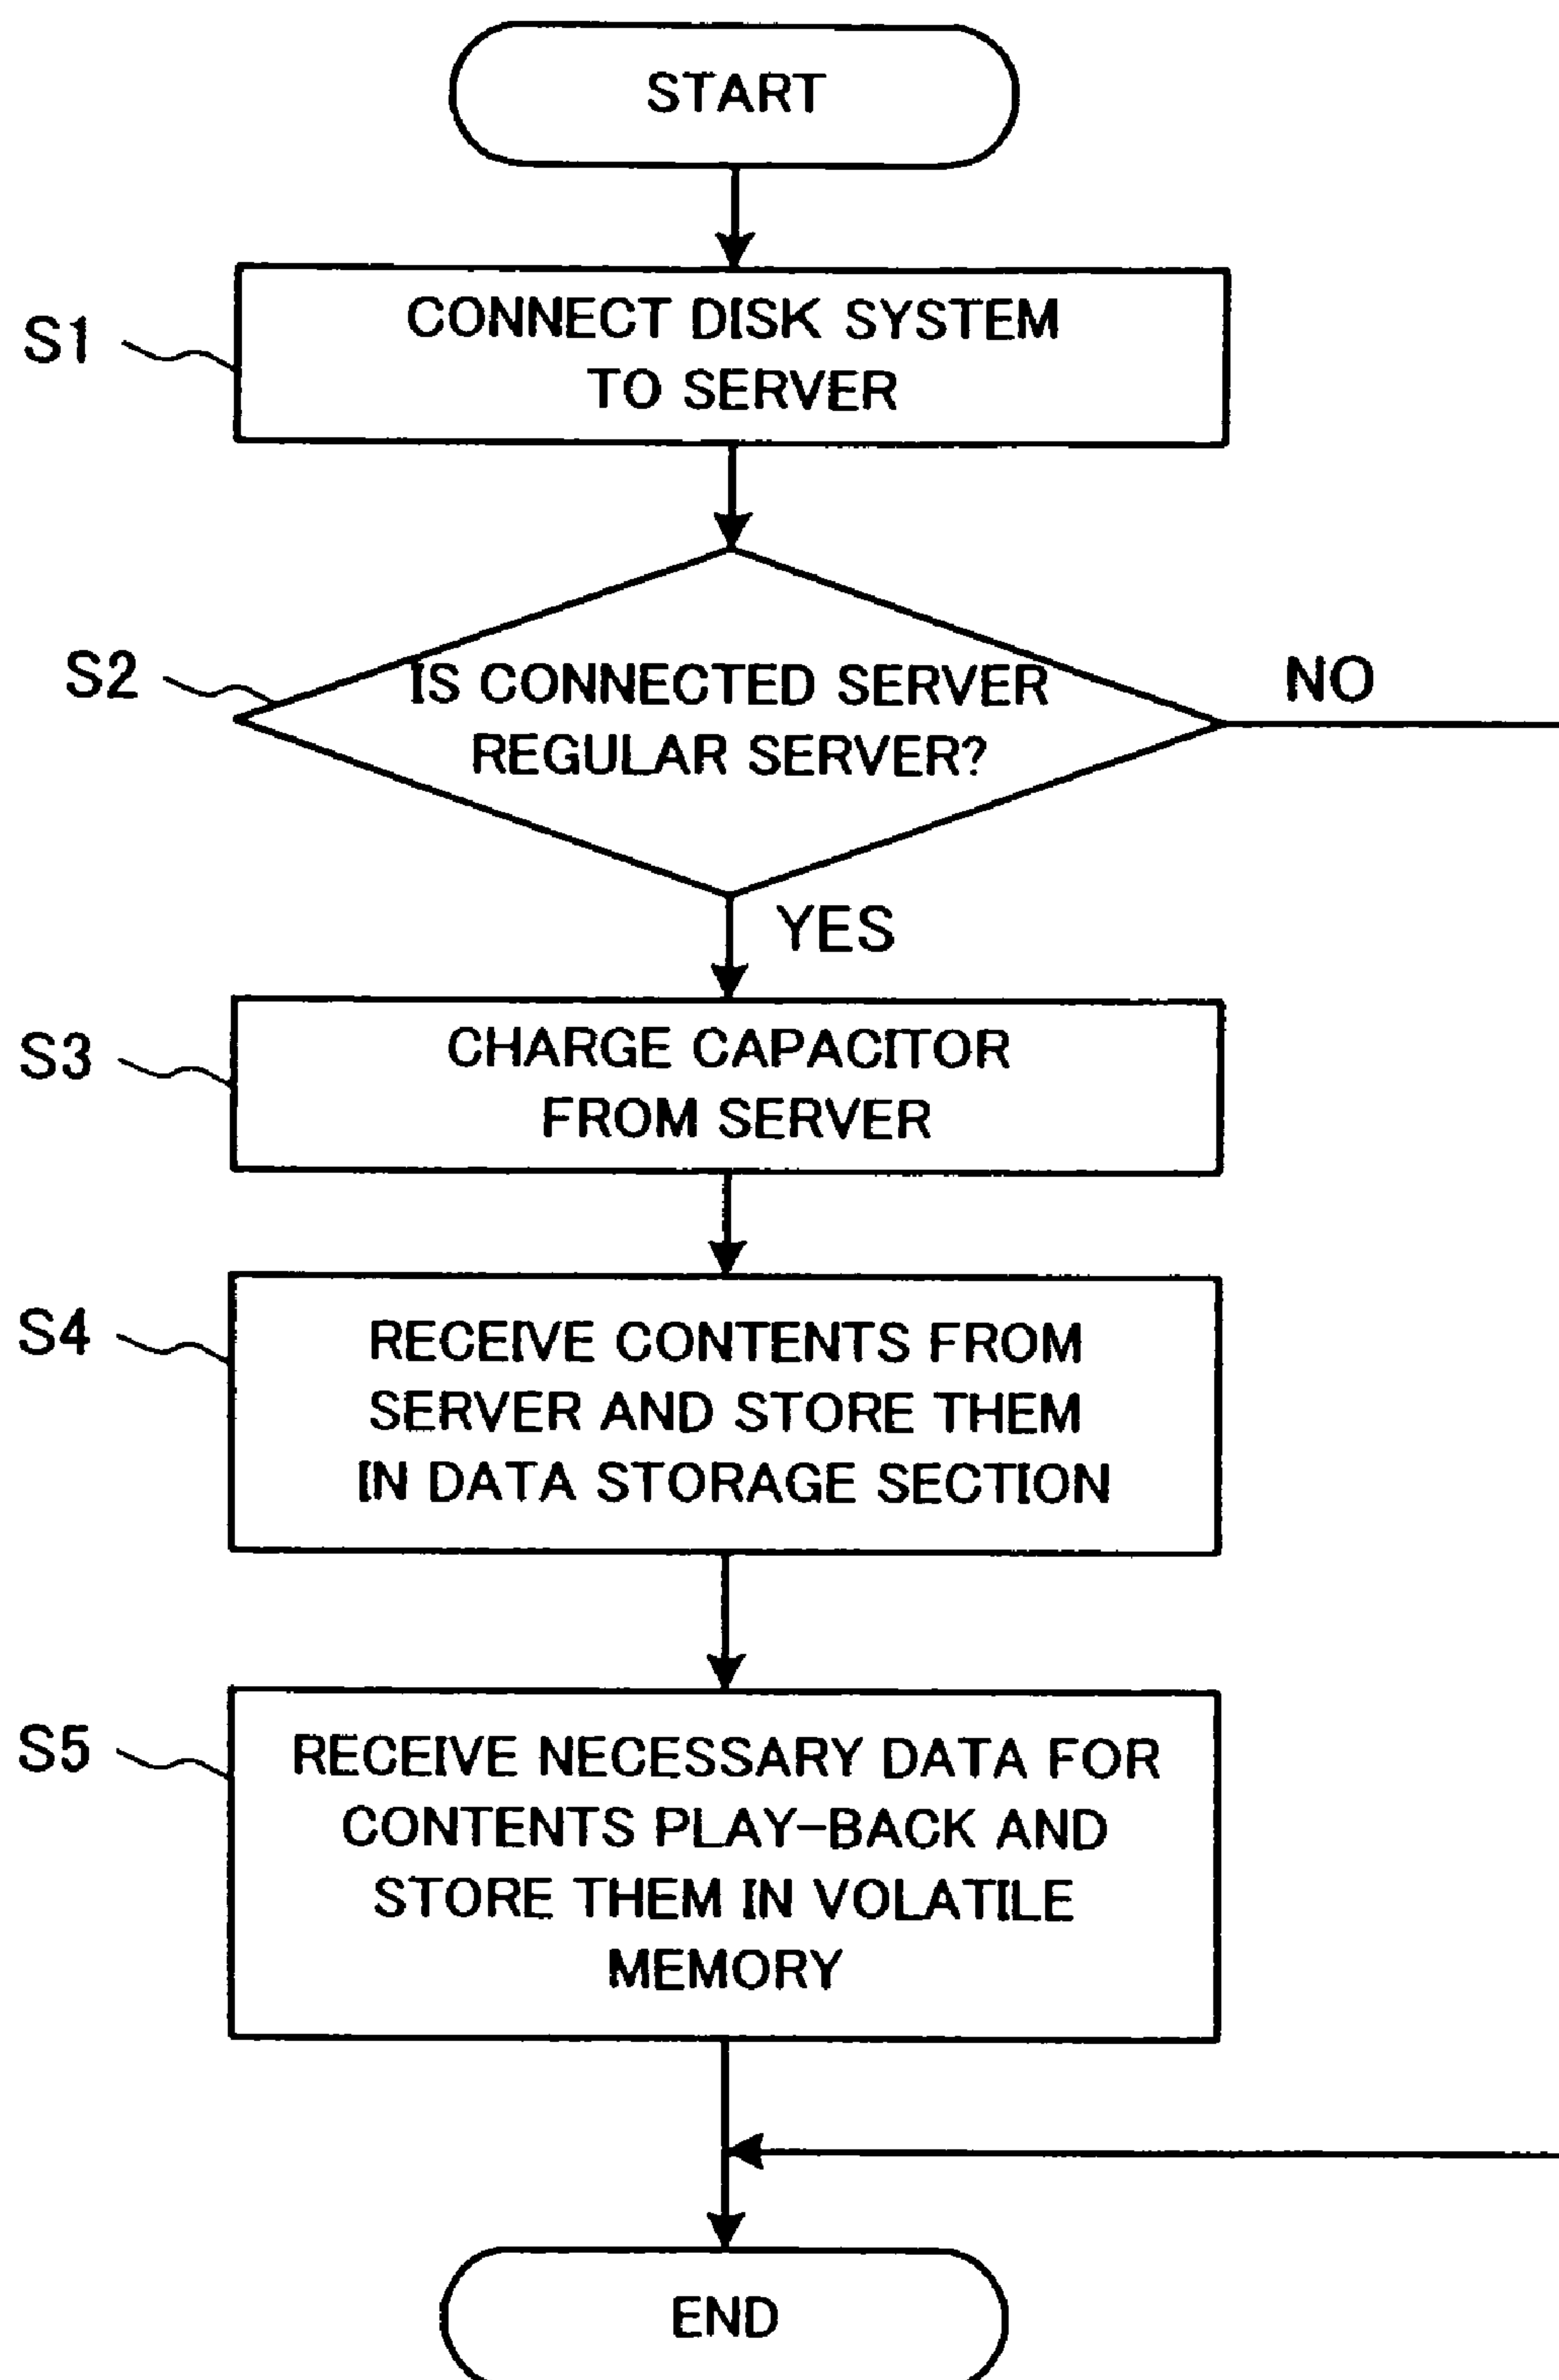 START
S1
CONNECT DISK SYSTEM
TO SERVER
S2
IS CONNECTED SERVER
REGULAR SERVER?
NO
YES
S3
CHARGE CAPACITOR
FROM SERVER
S4
RECEIVE CONTENTS FROM
SERVER AND STORE THEM
IN DATA STORAGE SECTION
S5
RECEIVE NECESSARY DATA FOR
CONTENTS PLAY-BACK AND
STORE THEM IN VOLATILE
MEMORY
END